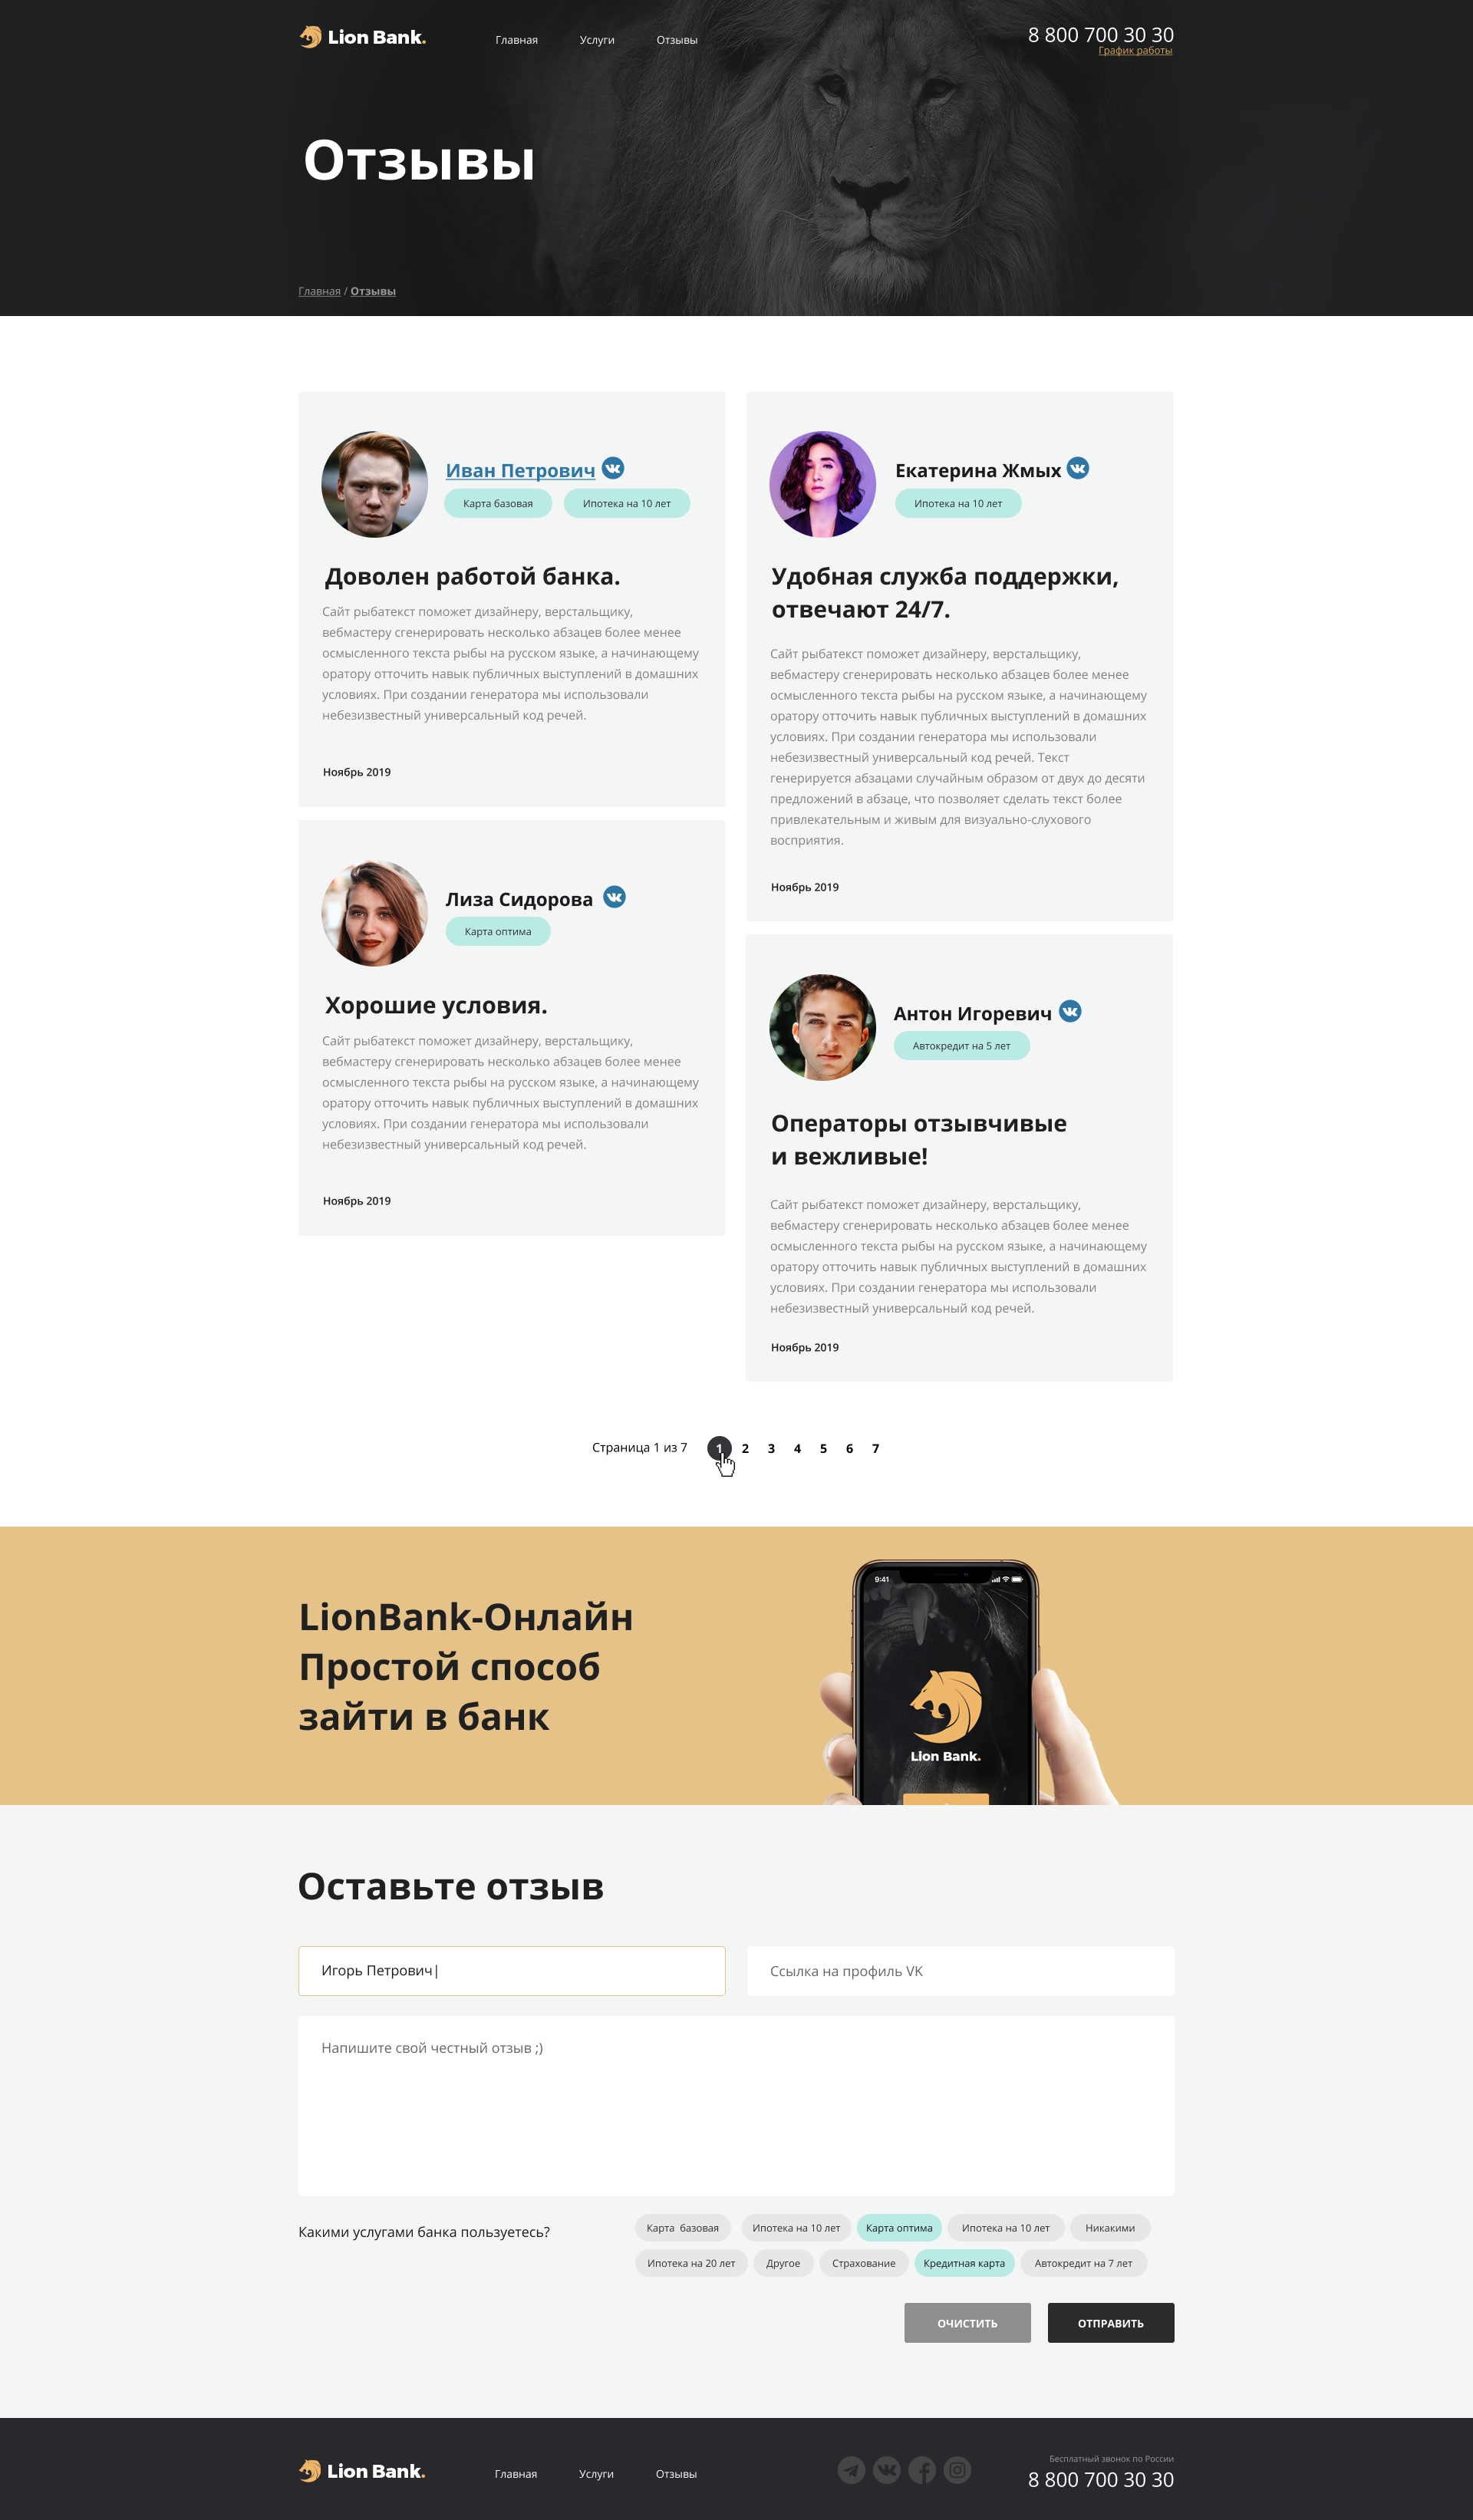 Lion Bank.
Главная
Услуги
Отзывы
8 800 700 30 30
График работы
Отзывы
Главная / Отзывы
Иван Петрович
Карта базовая
Ипотека на 10 лет
Доволен работой банка.
Сайт рыбатекст поможет дизайнеру, верстальщику,
вебмастеру сгенерировать несколько абзацев более менее
осмысленного текста рыбы на русском языке, а начинающему
оратору отточить навык публичных выступлений в домашних
условиях. При создании генератора мы использовали
небезизвестный универсальный код речей.
Ноябрь 2019
Екатерина Жмых
Ипотека на 10 лет
Удобная служба поддержки,
отвечают 24/7.
Сайт рыбатекст поможет дизайнеру, верстальщику,
вебмастеру сгенерировать несколько абзацев более менее
осмысленного текста рыбы на русском языке, а начинающему
оратору отточить навык публичных выступлений в домашних
условиях. При создании генератора мы использовали
небезизвестный универсальный код речей. Текст
генерируется абзацами случайным образом от двух до десяти
предложений в абзаце, что позволяет сделать текст более
привлекательным и живым для визуально-слухового
восприятия.
Ноябрь 2019
Лиза Сидорова
Карта оптима
Хорошие условия.
Сайт рыбатекст поможет дизайнеру, верстальщику,
вебмастеру сгенерировать несколько абзацев более менее
осмысленного текста рыбы на русском языке, а начинающему
оратору отточить навык публичных выступлений в домашних
условиях. При создании генератора мы использовали
небезизвестный универсальный код речей.
Ноябрь 2019
Антон Игоревич
Автокредит на 5 лет
Операторы отзывчивые
и вежливые!
Сайт рыбатекст поможет дизайнеру, верстальщику,
вебмастеру сгенерировать несколько абзацев более менее
осмысленного текста рыбы на русском языке, а начинающему
оратору отточить навык публичных выступлений в домашних
условиях. При создании генератора мы использовали
небезизвестный универсальный код речей.
Ноябрь 2019
Страница 1 из 7
1 2 3 4 5 6 7
LionBank-Онлайн
Простой способ
зайти в банк
9:41
Lion Bank.
Оставьте отзыв
Игорь Петрович|
Ссылка на профиль VK
Напишите свой честный отзыв ;)
Какими услугами банка пользуетесь?
Карта базовая
Ипотека на 10 лет
Карта оптима
Ипотека на 10 лет
Никакими
Ипотека на 20 лет
Другое
Страхование
Кредитная карта
Автокредит на 7 лет
ОЧИСТИТЬ
ОТПРАВИТЬ
Lion Bank.
Главная
Услуги
Отзывы
Бесплатный звонок по России
8 800 700 30 30